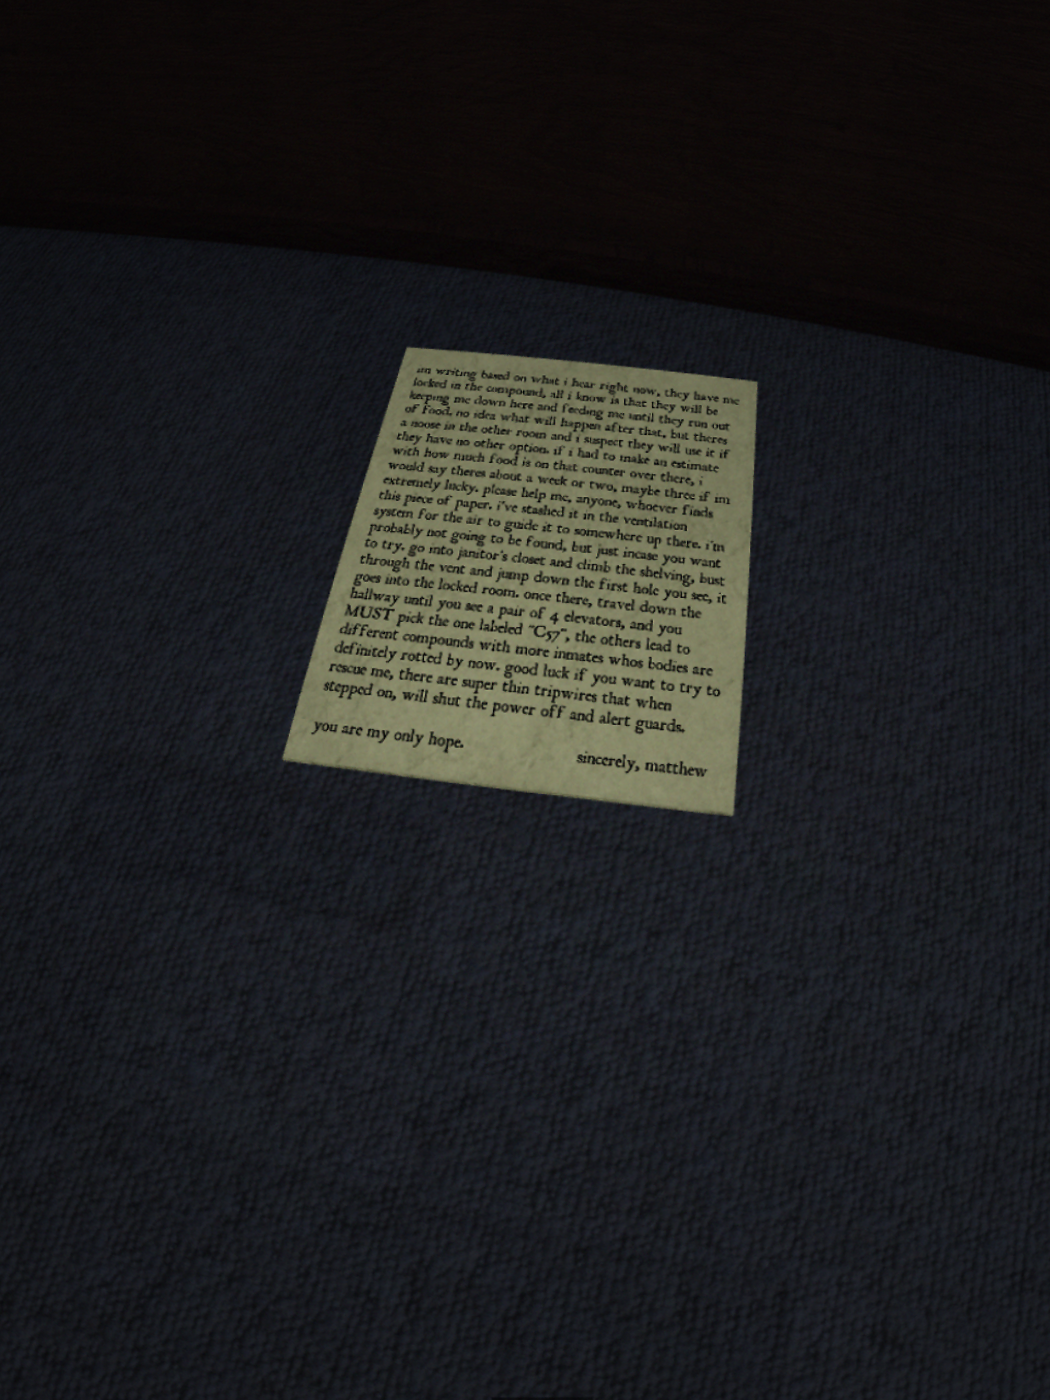 im writing based on what i hear right now, they have me
locked in the compound, all i know is that they will be
keeping me down here and feeding me until they run out
of food. no idea what will happen after that, but theres
a noose in the other room and i suspect they will use it if
they have no other option. if i had to make an estimate
with how much food is on that counter over there, i
would say theres about a week or two, maybe three if im
extremely lucky. please help me, anyone, whoever finds
this piece of paper. i've stashed it in the ventilation
system for the air to guide it to somewhere up there. i'm
probably not going to be found, but just incase you want
to try. go into janitor's closet and climb the shelving, bust
through the vent and jump down the first hole you see, it
goes into the locked room. once there, travel down the
hallway until you see a pair of 4 elevators, and you
MUST pick the one labeled "C57", the others lead to
different compounds with more inmates whos bodies are
definitely rotted by now. good luck if you want to try to
rescue me, there are super thin tripwires that when
stepped on, will shut the power off and alert guards.
you are my only hope.
sincerely, matthew